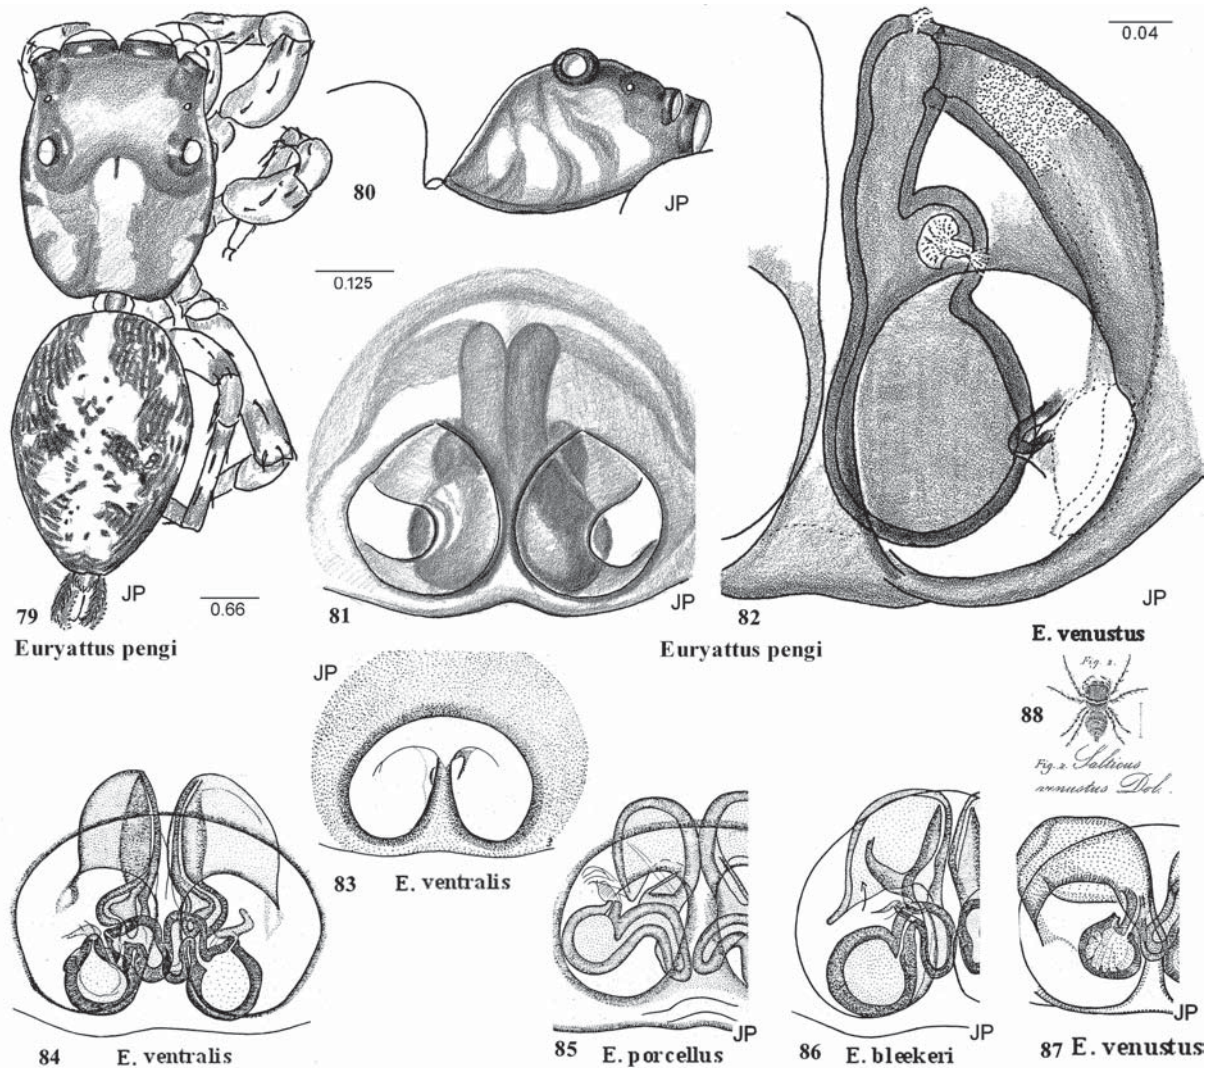 0.04
80
JP
0.125
JP
79
0.66
81
JP
82
JP
Euryattus pengi
Euryattus pengi
E. venustus
JP
Fig. 2.
88
Fig. 2. Salticus
venustus Dol.
83 E. ventralis
84 E. ventralis
JP
85 E. porcellus
JP
86 E. bleekeri
JP
87 E. venustus